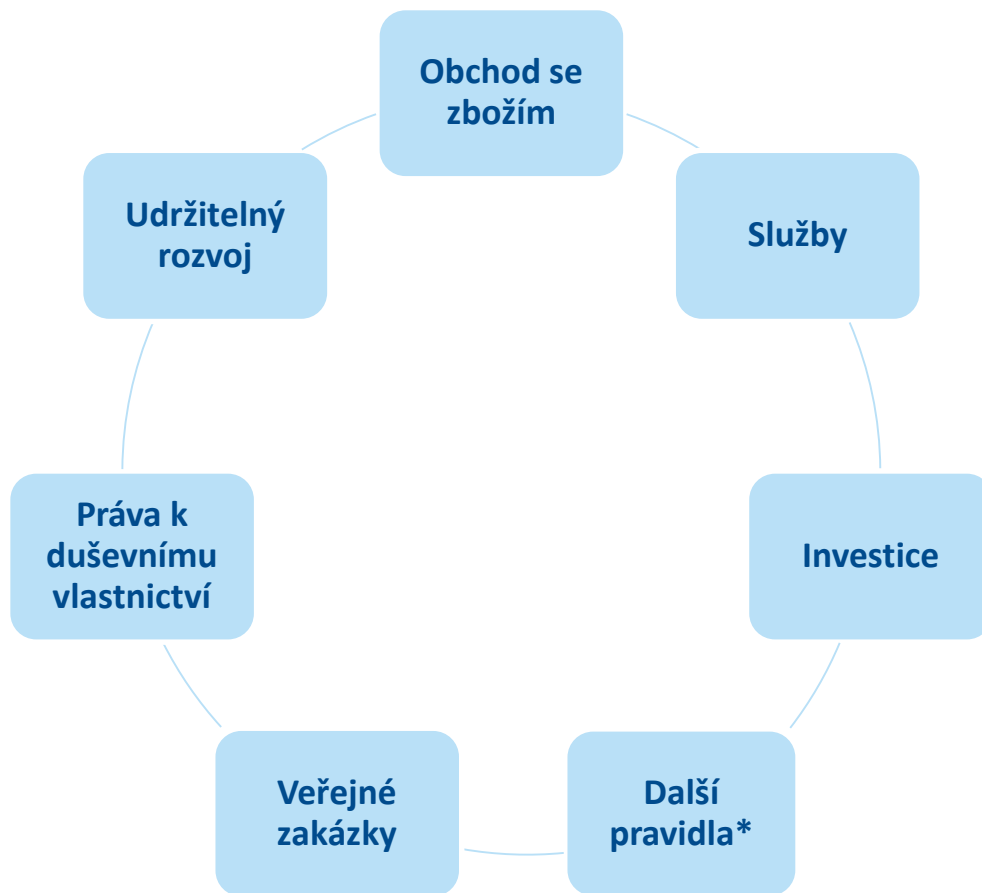 Obchod se
zbožím
Služby
Investice
Další
pravidla*
Veřejné
zakázky
Práva k
duševnímu
vlastnictví
Udržitelný
rozvoj